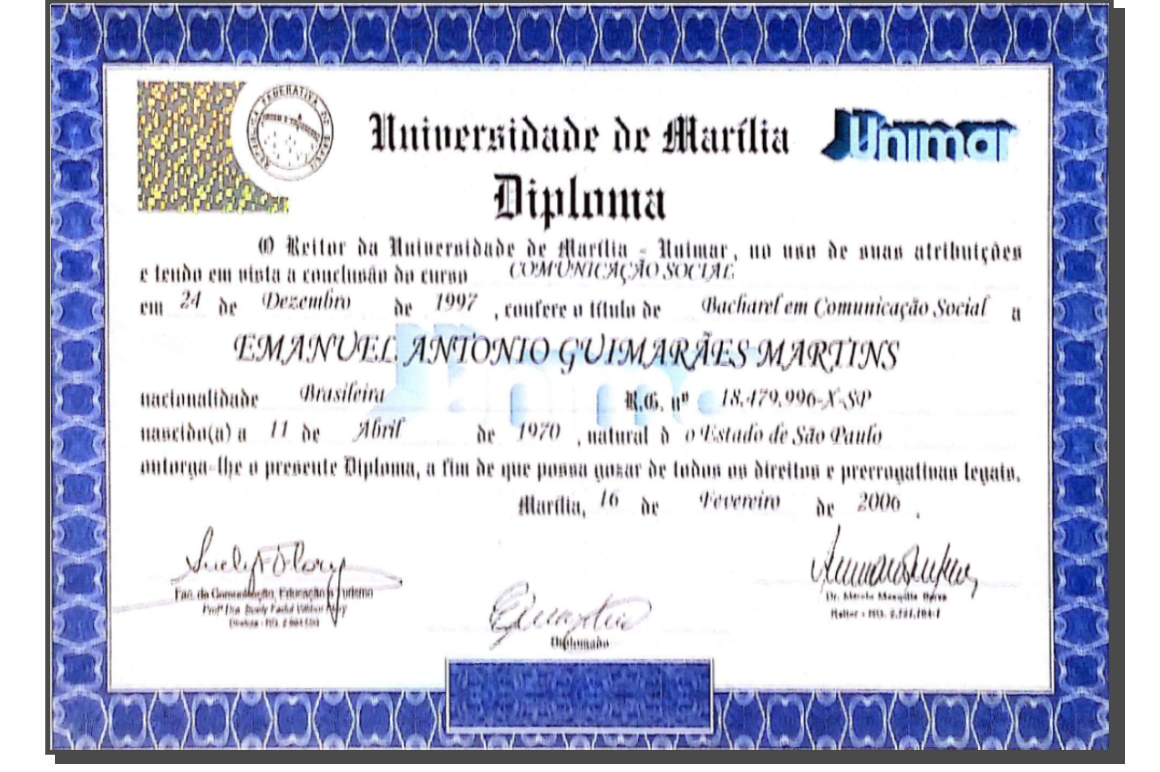 REPÚBLICA FEDERATIVA DO BRASIL
Universidade de Marília Unimar
Diploma
O Reitor da Universidade de Marília - Unimar, no uso de suas atribuições
e tendo em vista a conclusão do curso COMUNICAÇÃO SOCIAL
em 24 de Dezembro de 1997, confere o título de Bacharel em Comunicação Social a
EMANUEL ANTONIO GUIMARÃES MARTINS
nacionalidade Brasileira R.G. nº 18.479.996-X-SP
nascido(a) a 11 de Abril de 1970, natural d o Estado de São Paulo
outorga-lhe o presente Diploma, a fim de que possa gozar de todos os direitos e prerrogativas legais.
Marília, 16 de Fevereiro de 2006.
Fac. de Comunicação, Educação e Turismo
Profª Dra. Suely
Diretora - RG.
Diplomado
Dr. Márcio Mesquita Serva
Reitor - RG.